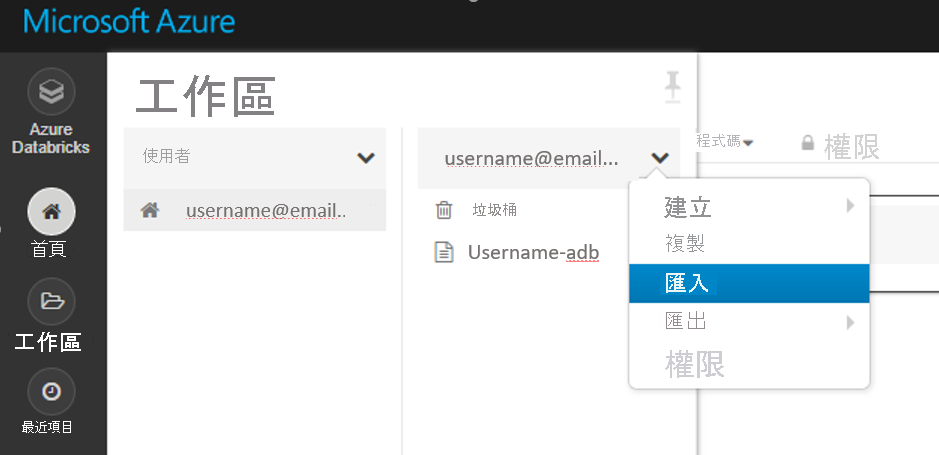 Microsoft Azure
Azure
Databricks
首頁
工作區
最近項目
工作區
使用者
username@email..
username@email...
垃圾桶
Username-adb
程式碼
權限
建立
複製
匯入
匯出
權限